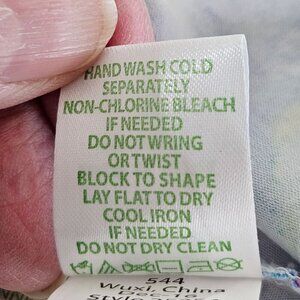 HAND WASH COLD
SEPARATELY
NON-CHLORINE BLEACH
IF NEEDED
DO NOT WRING
OR TWIST
BLOCK TO SHAPE
LAY FLAT TO DRY
COOL IRON
IF NEEDED
DO NOT DRY CLEAN
544
Wuxi, China